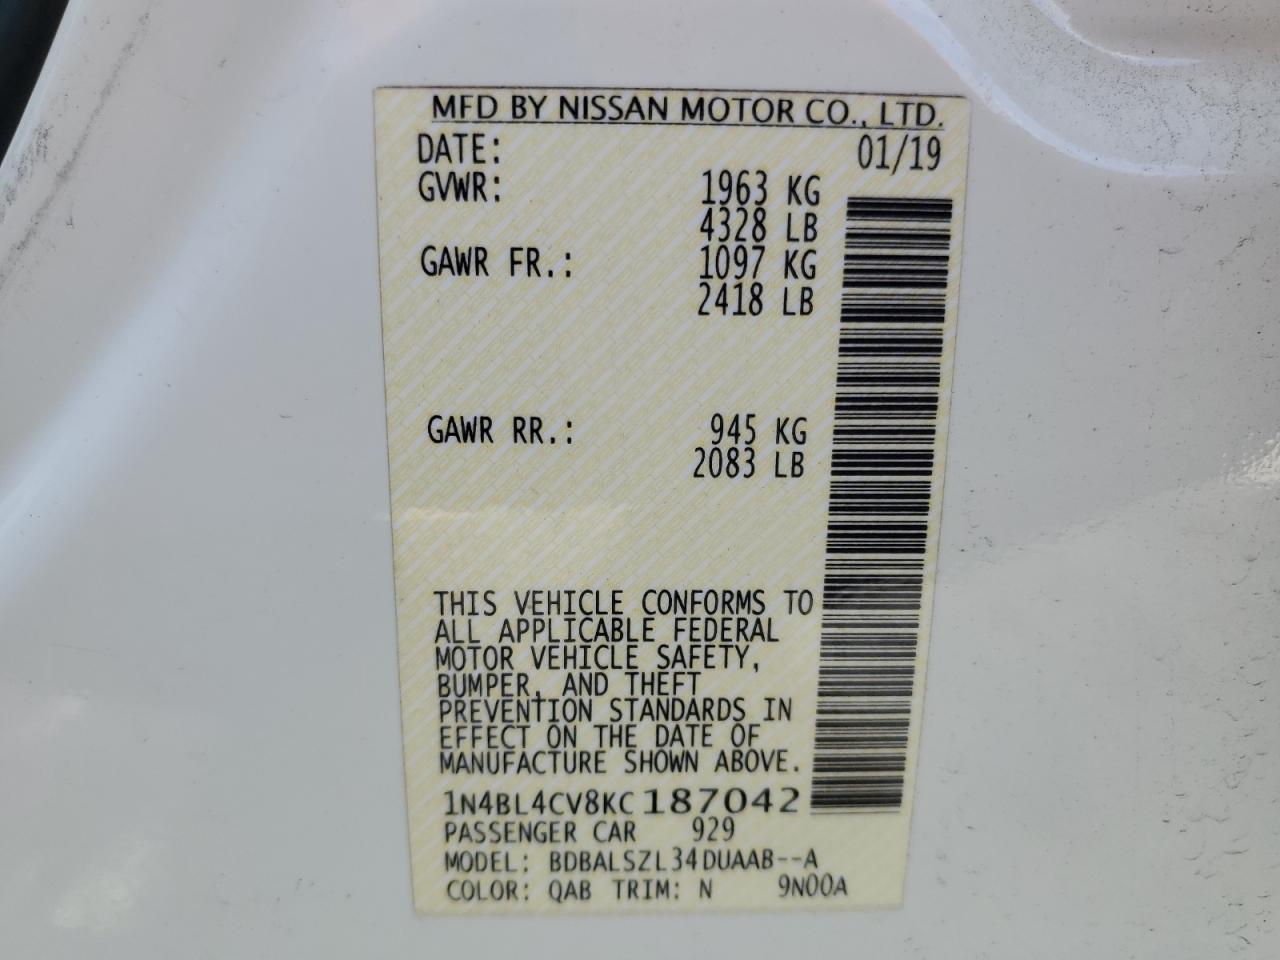 MFD BY NISSAN MOTOR CO., LTD.
DATE: 01/19
GVWR: 1963 KG
4328 LB
GAWR FR.: 1097 KG
2418 LB
GAWR RR.: 945 KG
2083 LB
THIS VEHICLE CONFORMS TO
ALL APPLICABLE FEDERAL
MOTOR VEHICLE SAFETY,
BUMPER, AND THEFT
PREVENTION STANDARDS IN
EFFECT ON THE DATE OF
MANUFACTURE SHOWN ABOVE.
1N4BL4CV8KC187042
PASSENGER CAR 929
MODEL: BDBALSZL34DUAAB--A
COLOR: QAB TRIM: N 9N00A